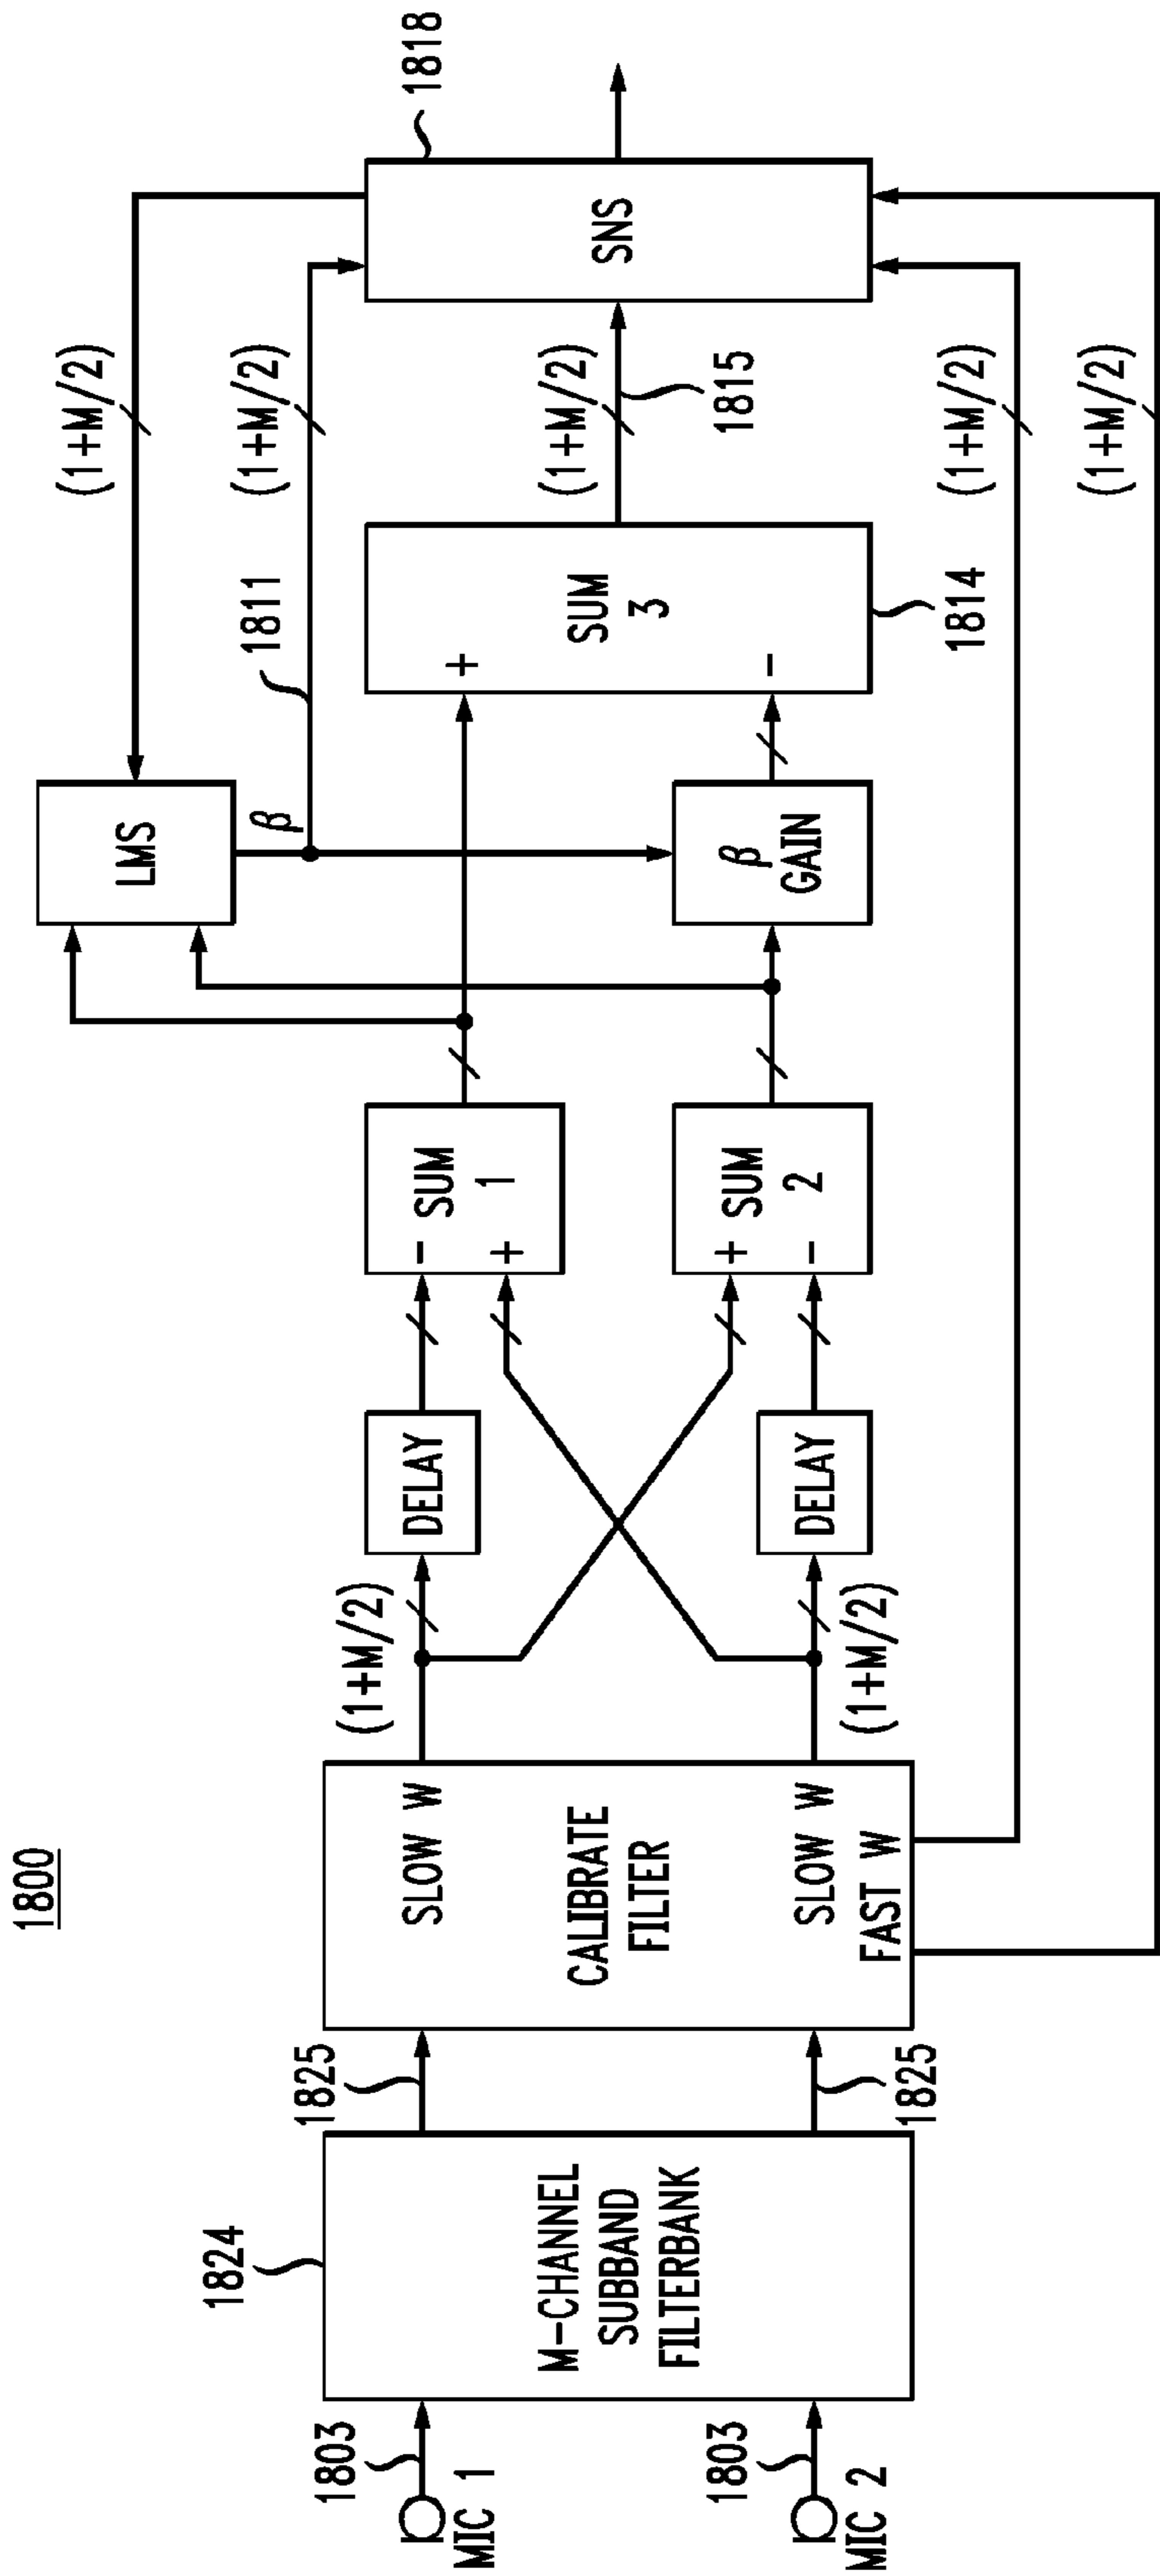 1800
MIC 1
MIC 2
1803
1803
1824
M-CHANNEL
SUBBAND
FILTERBANK
1825
1825
SLOW W
CALIBRATE
FILTER
SLOW W
FAST W
(1+M/2)
(1+M/2)
DELAY
DELAY
-
+
SUM
1
+
-
SUM
2
LMS
β
β
GAIN
1811
+
-
SUM
3
1814
(1+M/2)
(1+M/2)
(1+M/2)
1815
(1+M/2)
(1+M/2)
SNS
1818